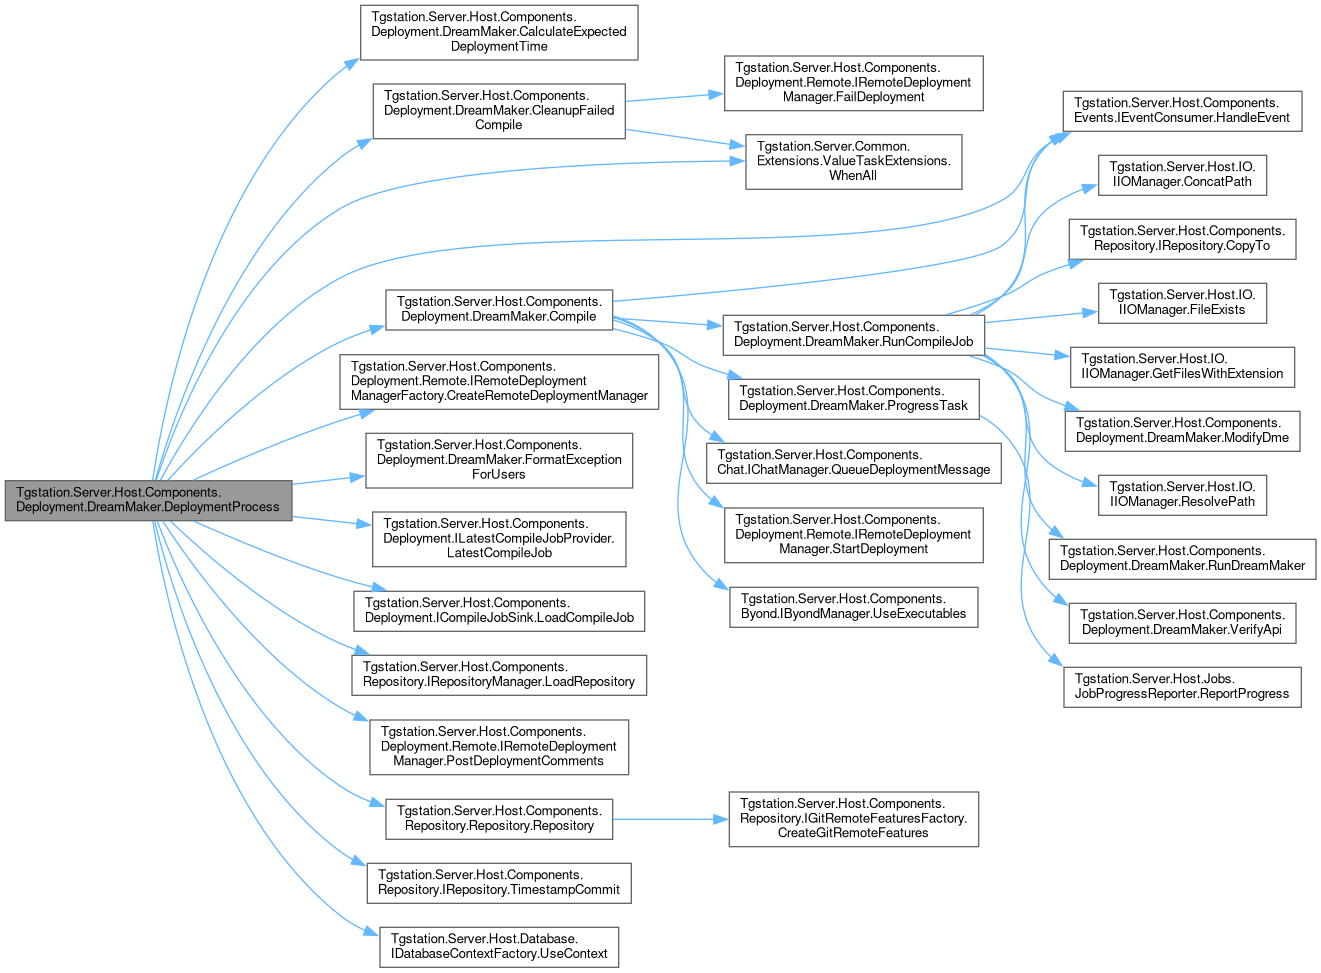 Tgstation.Server.Host.Components.
Deployment.DreamMaker.DeploymentProcess
Tgstation.Server.Host.Components.
Deployment.DreamMaker.CalculateExpected
DeploymentTime
Tgstation.Server.Host.Components.
Deployment.DreamMaker.CleanupFailed
Compile
Tgstation.Server.Host.Components.
Deployment.DreamMaker.Compile
Tgstation.Server.Host.Components.
Deployment.Remote.IRemoteDeployment
ManagerFactory.CreateRemoteDeploymentManager
Tgstation.Server.Host.Components.
Deployment.DreamMaker.FormatException
ForUsers
Tgstation.Server.Host.Components.
Deployment.ILatestCompileJobProvider.
LatestCompileJob
Tgstation.Server.Host.Components.
Deployment.ICompileJobSink.LoadCompileJob
Tgstation.Server.Host.Components.
Repository.IRepositoryManager.LoadRepository
Tgstation.Server.Host.Components.
Deployment.Remote.IRemoteDeployment
Manager.PostDeploymentComments
Tgstation.Server.Host.Components.
Repository.Repository.Repository
Tgstation.Server.Host.Components.
Repository.IRepository.TimestampCommit
Tgstation.Server.Host.Database.
IDatabaseContextFactory.UseContext
Tgstation.Server.Host.Components.
Deployment.Remote.IRemoteDeployment
Manager.FailDeployment
Tgstation.Server.Common.
Extensions.ValueTaskExtensions.
WhenAll
Tgstation.Server.Host.Components.
Deployment.DreamMaker.RunCompileJob
Tgstation.Server.Host.Components.
Deployment.DreamMaker.ProgressTask
Tgstation.Server.Host.Components.
Chat.IChatManager.QueueDeploymentMessage
Tgstation.Server.Host.Components.
Deployment.Remote.IRemoteDeployment
Manager.StartDeployment
Tgstation.Server.Host.Components.
Byond.IByondManager.UseExecutables
Tgstation.Server.Host.Components.
Repository.IGitRemoteFeaturesFactory.
CreateGitRemoteFeatures
Tgstation.Server.Host.Components.
Events.IEventConsumer.HandleEvent
Tgstation.Server.Host.IO.
IIOManager.ConcatPath
Tgstation.Server.Host.Components.
Repository.IRepository.CopyTo
Tgstation.Server.Host.IO.
IIOManager.FileExists
Tgstation.Server.Host.IO.
IIOManager.GetFilesWithExtension
Tgstation.Server.Host.Components.
Deployment.DreamMaker.ModifyDme
Tgstation.Server.Host.IO.
IIOManager.ResolvePath
Tgstation.Server.Host.Components.
Deployment.DreamMaker.RunDreamMaker
Tgstation.Server.Host.Components.
Deployment.DreamMaker.VerifyApi
Tgstation.Server.Host.Jobs.
JobProgressReporter.ReportProgress